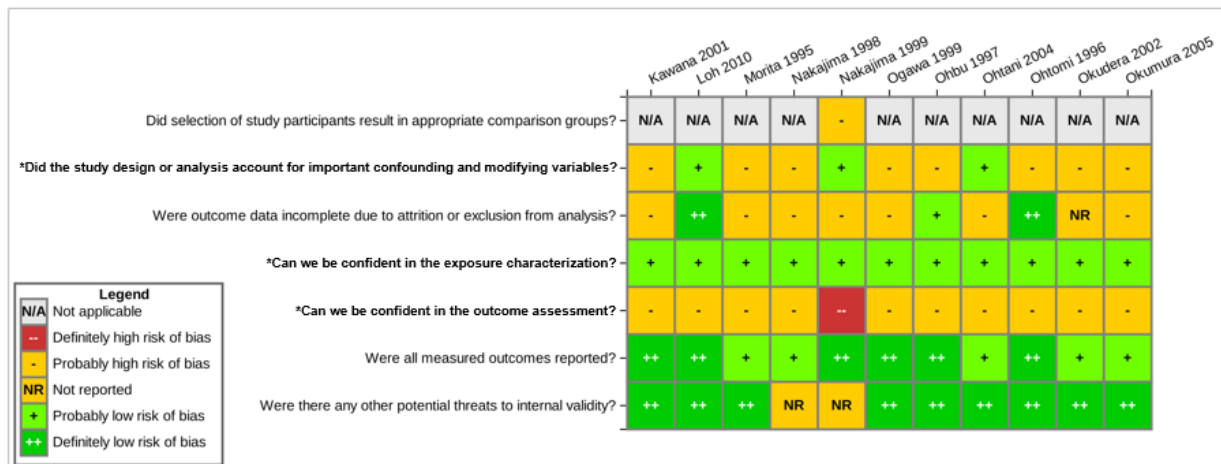 Kawana 2001 Loh 2010 Morita 1995 Nakajima 1998 Nakajima 1999 Ogawa 1999 Ohbu 1997 Ohtani 2004 Ohtomi 1996 Okudera 2002 Okumura 2005
Did selection of study participants result in appropriate comparison groups? N/A N/A N/A N/A - N/A N/A N/A N/A N/A N/A
*Did the study design or analysis account for important confounding and modifying variables? - + - - + - - + - - -
Were outcome data incomplete due to attrition or exclusion from analysis? - ++ - - - - + - ++ NR -
*Can we be confident in the exposure characterization? + + + + + + + + + + +
*Can we be confident in the outcome assessment? - - - - -- - - - - - -
Were all measured outcomes reported? ++ ++ + + ++ ++ ++ + ++ + +
Were there any other potential threats to internal validity? ++ ++ ++ NR NR ++ ++ ++ ++ ++ ++
Legend
N/A Not applicable
-- Definitely high risk of bias
- Probably high risk of bias
NR Not reported
+ Probably low risk of bias
++ Definitely low risk of bias